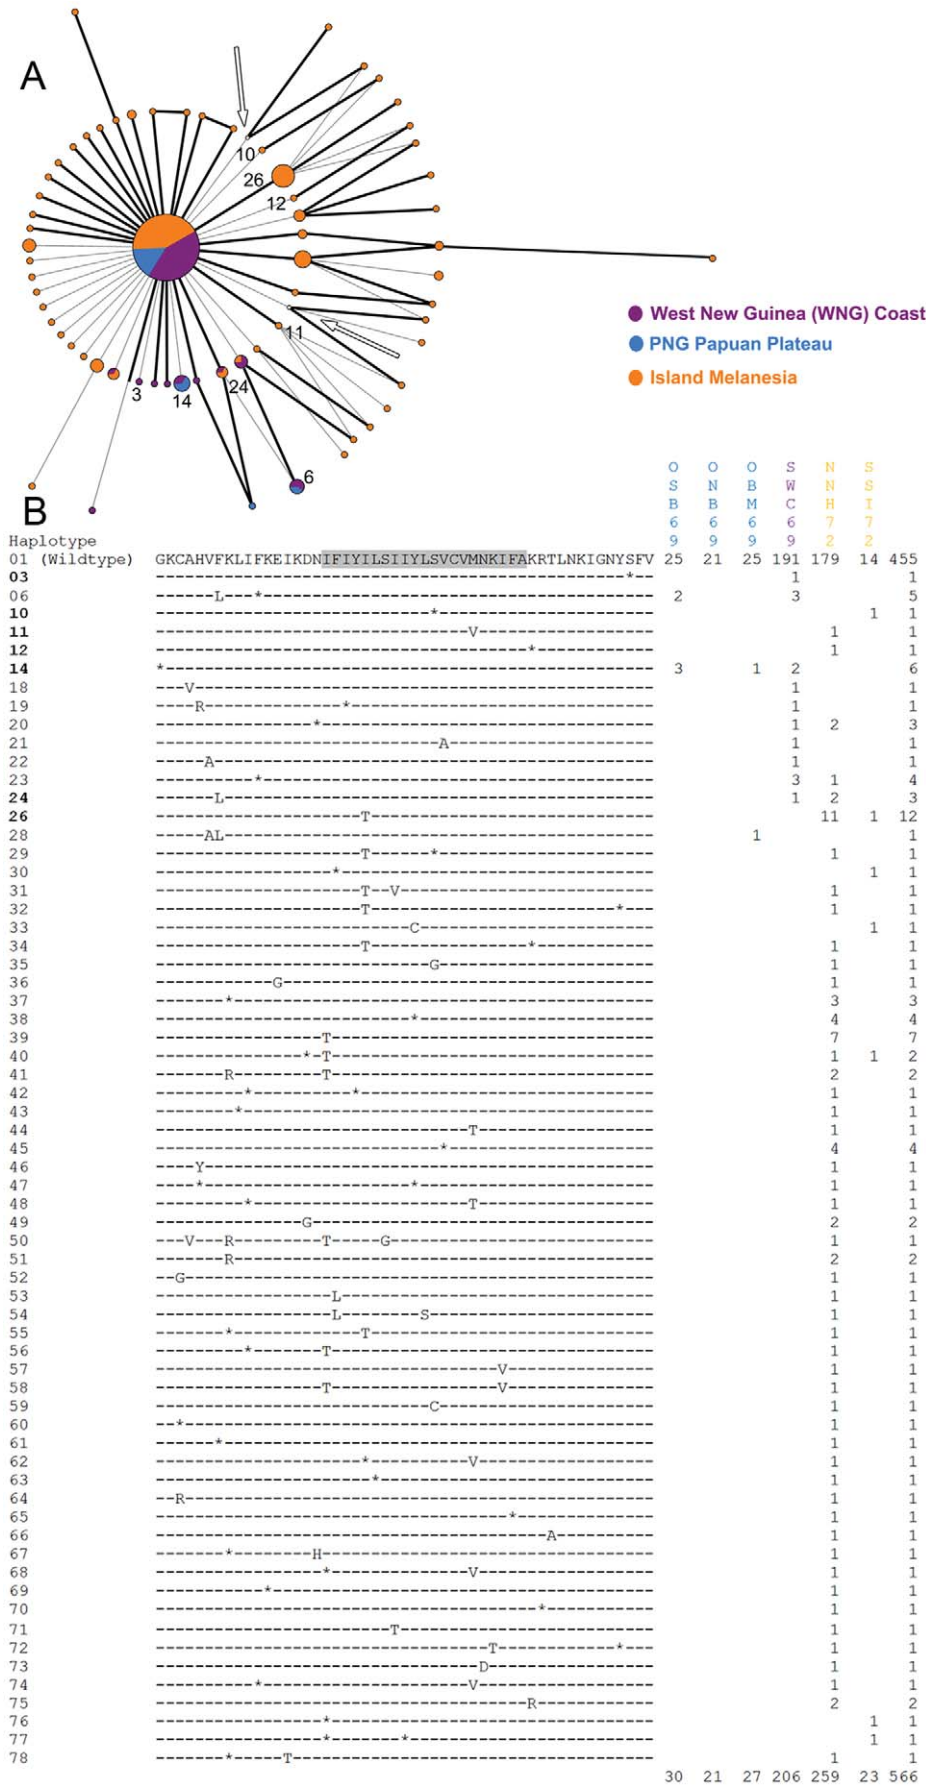 A
10
26
12
11
3
14
24
6
West New Guinea (WNG) Coast
PNG Papuan Plateau
Island Melanesia
B
O O O S N S
S N B W N S
B B M C H I
6 6 6 6 7 7
9 9 9 9 2 2
Haplotype
01 (Wildtype) GKCAHVFKLIFKEIKDNIFIYILSIIYLSVCVMNKIFAKRTLNKIGNYSFV 25 21 25 191 179 14 455
03 ------------------------------------------------*-- 1 1
06 ------L---*---------------------------------------- 2 3 5
10 ----------------------------*---------------------- 1 1
11 --------------------------------V------------------ 1 1
12 --------------------------------------*------------ 1 1
14 *-------------------------------------------------- 3 1 2 6
18 ---V----------------------------------------------- 1 1
19 ----R--------------*------------------------------- 1 1
20 ----------------*---------------------------------- 1 2 3
21 -----------------------------A--------------------- 1 1
22 -----A--------------------------------------------- 1 1
23 ----------*---------------------------------------- 3 1 4
24 ------L-------------------------------------------- 1 2 3
26 ---------------------T----------------------------- 11 1 12
28 -----AL-------------------------------------------- 1 1
29 ---------------------T------*---------------------- 1 1
30 ------------------*-------------------------------- 1 1
31 ---------------------T--V-------------------------- 1 1
32 ---------------------T-------------------------*--- 1 1
33 --------------------------C------------------------ 1 1
34 ---------------------T----------------*------------ 1 1
35 ----------------------------G---------------------- 1 1
36 ------------G-------------------------------------- 1 1
37 -------*------------------------------------------- 3 3
38 --------------------------*------------------------ 4 4
39 -----------------T--------------------------------- 7 7
40 ---------------*-T--------------------------------- 1 1 2
41 -------R---------T--------------------------------- 2 2
42 ---------*----------*------------------------------ 1 1
43 --------*------------------------------------------ 1 1
44 --------------------------------T------------------ 1 1
45 -----------------------------*--------------------- 4 4
46 ----Y---------------------------------------------- 1 1
47 ----*---------------------*------------------------ 1 1
48 ---------*----------------------T------------------ 1 1
49 ---------------G----------------------------------- 2 2
50 ---V---R---------T-----G--------------------------- 1 1
51 -------R------------------------------------------- 2 2
52 --G------------------------------------------------ 1 1
53 ------------------L-------------------------------- 1 1
54 ------------------L--------S----------------------- 1 1
55 -------*-------------T----------------------------- 1 1
56 ---------*-------T--------------------------------- 1 1
57 -----------------------------------V--------------- 1 1
58 -----------------T-----------------V--------------- 1 1
59 ----------------------------C---------------------- 1 1
60 --*------------------------------------------------ 1 1
61 ------*-------------------------------------------- 1 1
62 ---------------------*----------V------------------ 1 1
63 ----------------------*---------------------------- 1 1
64 --R------------------------------------------------ 1 1
65 ------------------------------------*-------------- 1 1
66 ----------------------------------------A---------- 1 1
67 -------*--------H---------------------------------- 1 1
68 -----------------*--------------V------------------ 1 1
69 -----------*--------------------------------------- 1 1
70 ---------------------------------------*----------- 1 1
71 ------------------------T-------------------------- 1 1
72 ----------------------------------T------------*--- 1 1
73 ---------------------------------D----------------- 1 1
74 ----------*---------------------V------------------ 1 1
75 --------------------------------------R------------ 2 2
76 -----------------*--------------------------------- 1 1
77 -----------------*-------*------------------------- 1 1
78 -------*-----T------------------------------------- 1 1
30 21 27 206 259 23 566